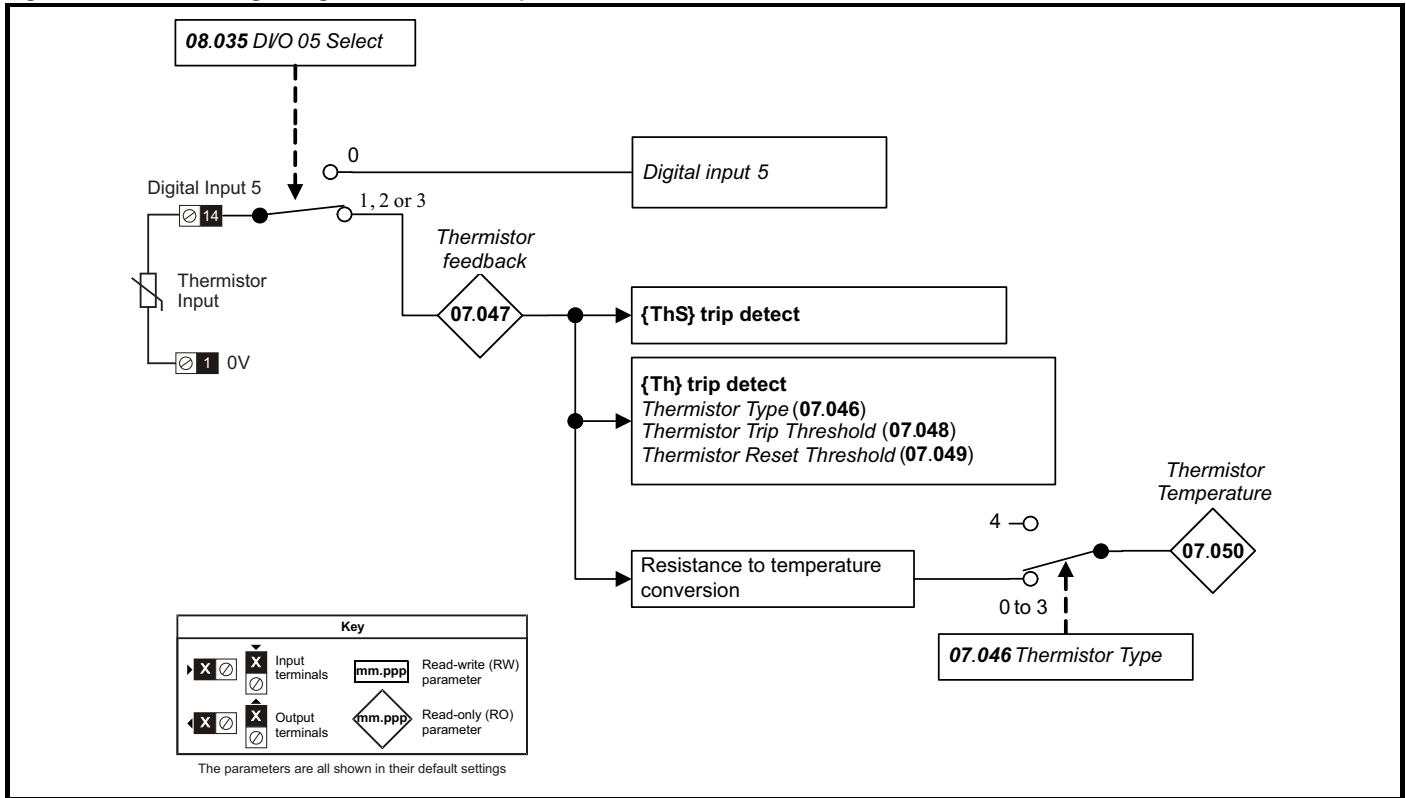 08.035 DI/O 05 Select
0
Digital input 5
Digital Input 5
14
1, 2 or 3
Thermistor
feedback
07.047
Thermistor
Input
1 0V
{ThS} trip detect
{Th} trip detect
Thermistor Type (07.046)
Thermistor Trip Threshold (07.048)
Thermistor Reset Threshold (07.049)
Thermistor
Temperature
4
07.050
Resistance to temperature
conversion
0 to 3
07.046 Thermistor Type
Key
X
X
Input
terminals
mm.ppp
Read-write (RW)
parameter
X
X
Output
terminals
mm.ppp
Read-only (RO)
parameter
The parameters are all shown in their default settings